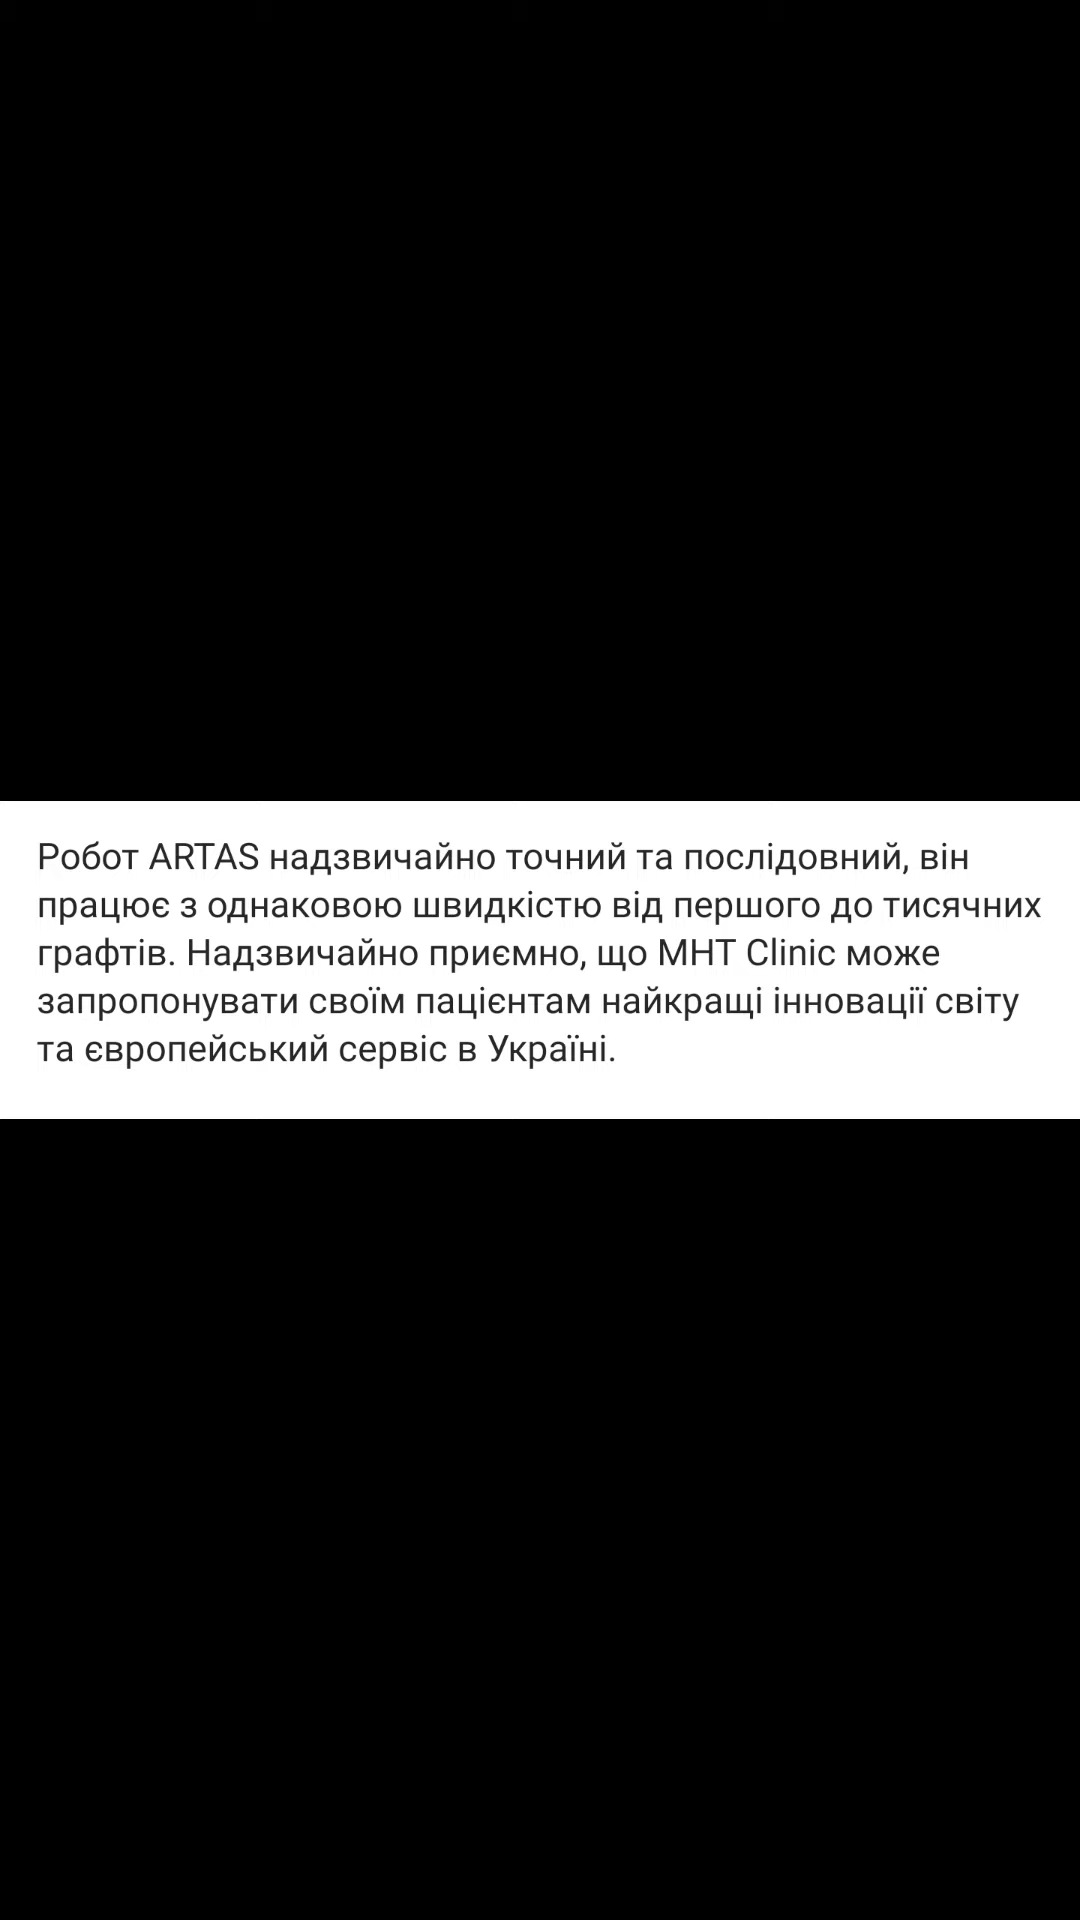 Робот ARTAS надзвичайно точний та послідовний, він
працює з однаковою швидкістю від першого до тисячних
графтів. Надзвичайно приємно, що MHT Clinic може
запропонувати своїм пацієнтам найкращі інновації світу
та європейський сервіс в Україні.